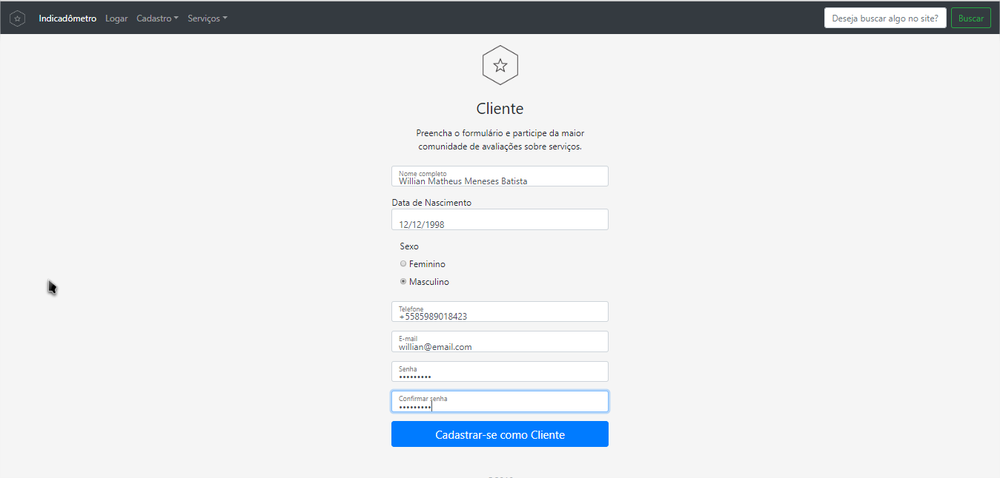 Indicadômetro Logar Cadastro Serviços Deseja buscar algo no site? Buscar
Cliente
Preencha o formulário e participe da maior
comunidade de avaliações sobre serviços.
Nome completo
Willian Matheus Meneses Batista
Data de Nascimento
12/12/1998
Sexo
Feminino
Masculino
Telefone
+5585989018423
E-mail
willian@email.com
Senha
•••••••••
Confirmar senha
•••••••••
Cadastrar-se como Cliente